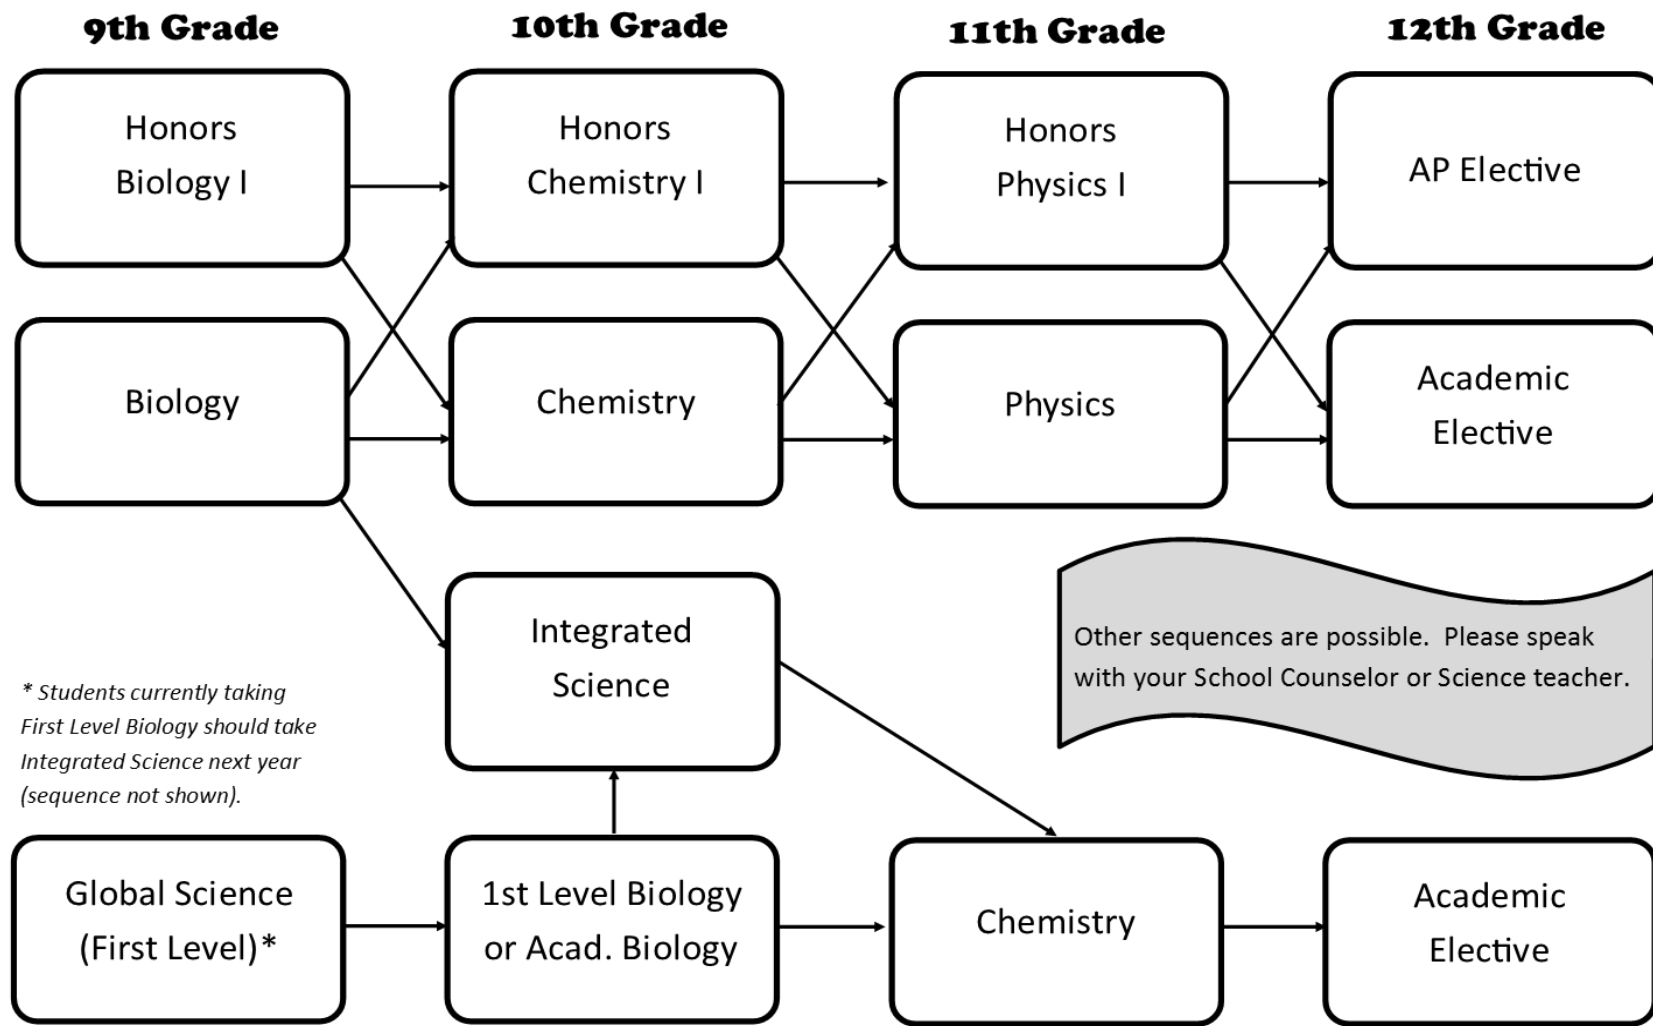 9th Grade
10th Grade
11th Grade
12th Grade
Honors
Biology I
Honors
Chemistry I
Honors
Physics I
AP Elective
Biology
Chemistry
Physics
Academic
Elective
Integrated
Science
Other sequences are possible.  Please speak
with your School Counselor or Science teacher.
* Students currently taking
First Level Biology should take
Integrated Science next year
(sequence not shown).
Global Science
(First Level)*
1st Level Biology
or Acad. Biology
Chemistry
Academic
Elective